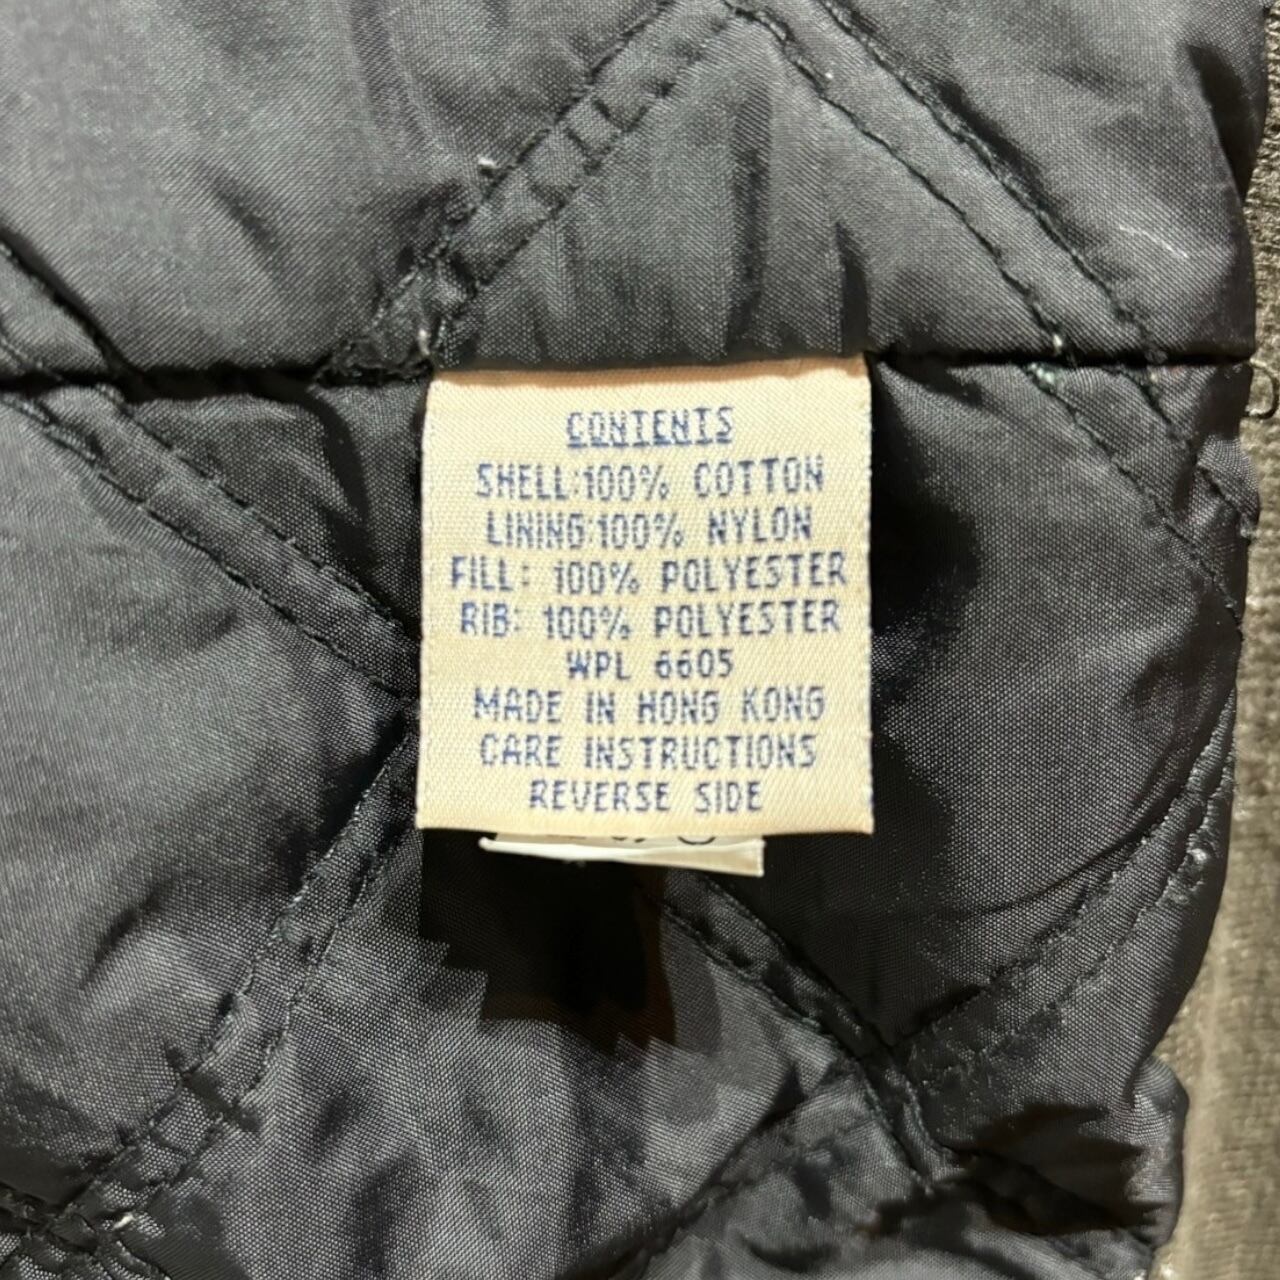 CONTENTS
SHELL:100% COTTON
LINING:100% NYLON
FILL: 100% POLYESTER
RIB: 100% POLYESTER
WPL 6605
MADE IN HONG KONG
CARE INSTRUCTIONS
REVERSE SIDE